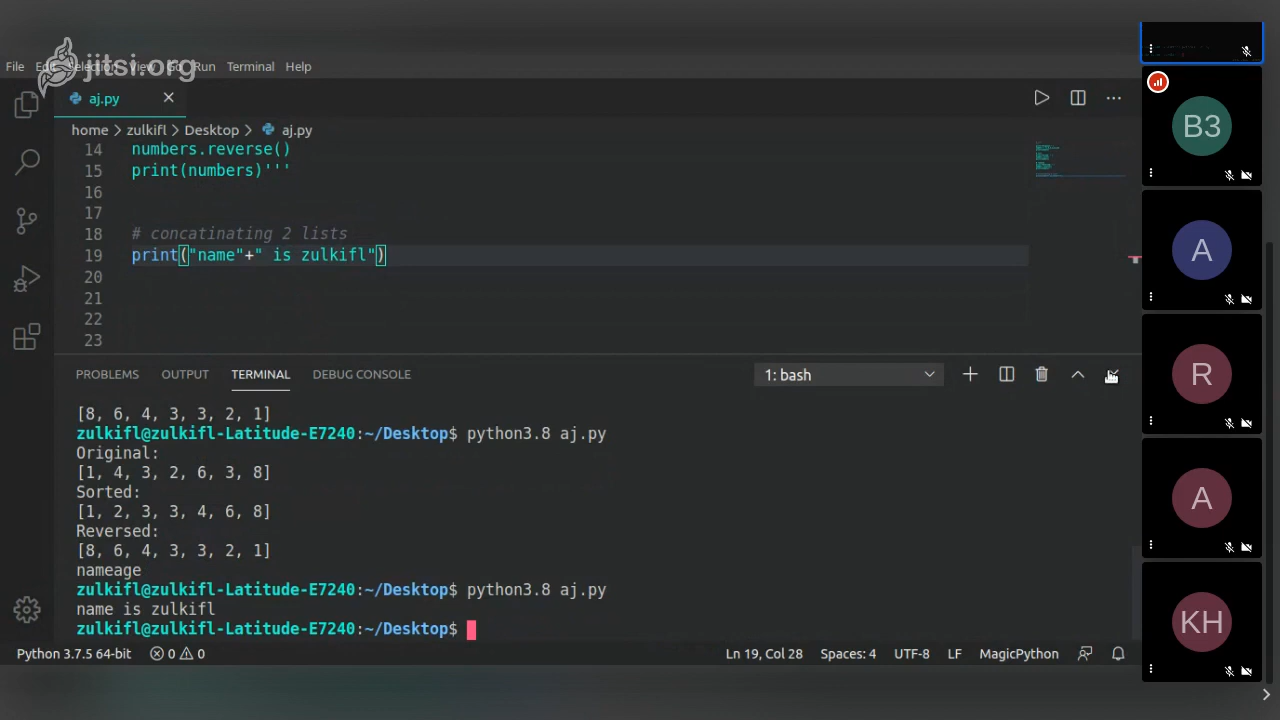 jitsi.org
File Edit Selection View Go Run Terminal Help
aj.py
home > zulkifl > Desktop > aj.py
14 numbers.reverse()
15 print(numbers)'''
16
17
18 # concatinating 2 lists
19 print("name"+" is zulkifl")
20
21
22
23
PROBLEMS OUTPUT TERMINAL DEBUG CONSOLE 1: bash
[8, 6, 4, 3, 3, 2, 1]
zulkifl@zulkifl-Latitude-E7240:~/Desktop$ python3.8 aj.py
Original:
[1, 4, 3, 2, 6, 3, 8]
Sorted:
[1, 2, 3, 3, 4, 6, 8]
Reversed:
[8, 6, 4, 3, 3, 2, 1]
nameage
zulkifl@zulkifl-Latitude-E7240:~/Desktop$ python3.8 aj.py
name is zulkifl
zulkifl@zulkifl-Latitude-E7240:~/Desktop$
Python 3.7.5 64-bit 0 0 Ln 19, Col 28 Spaces: 4 UTF-8 LF MagicPython
B3
A
R
A
KH